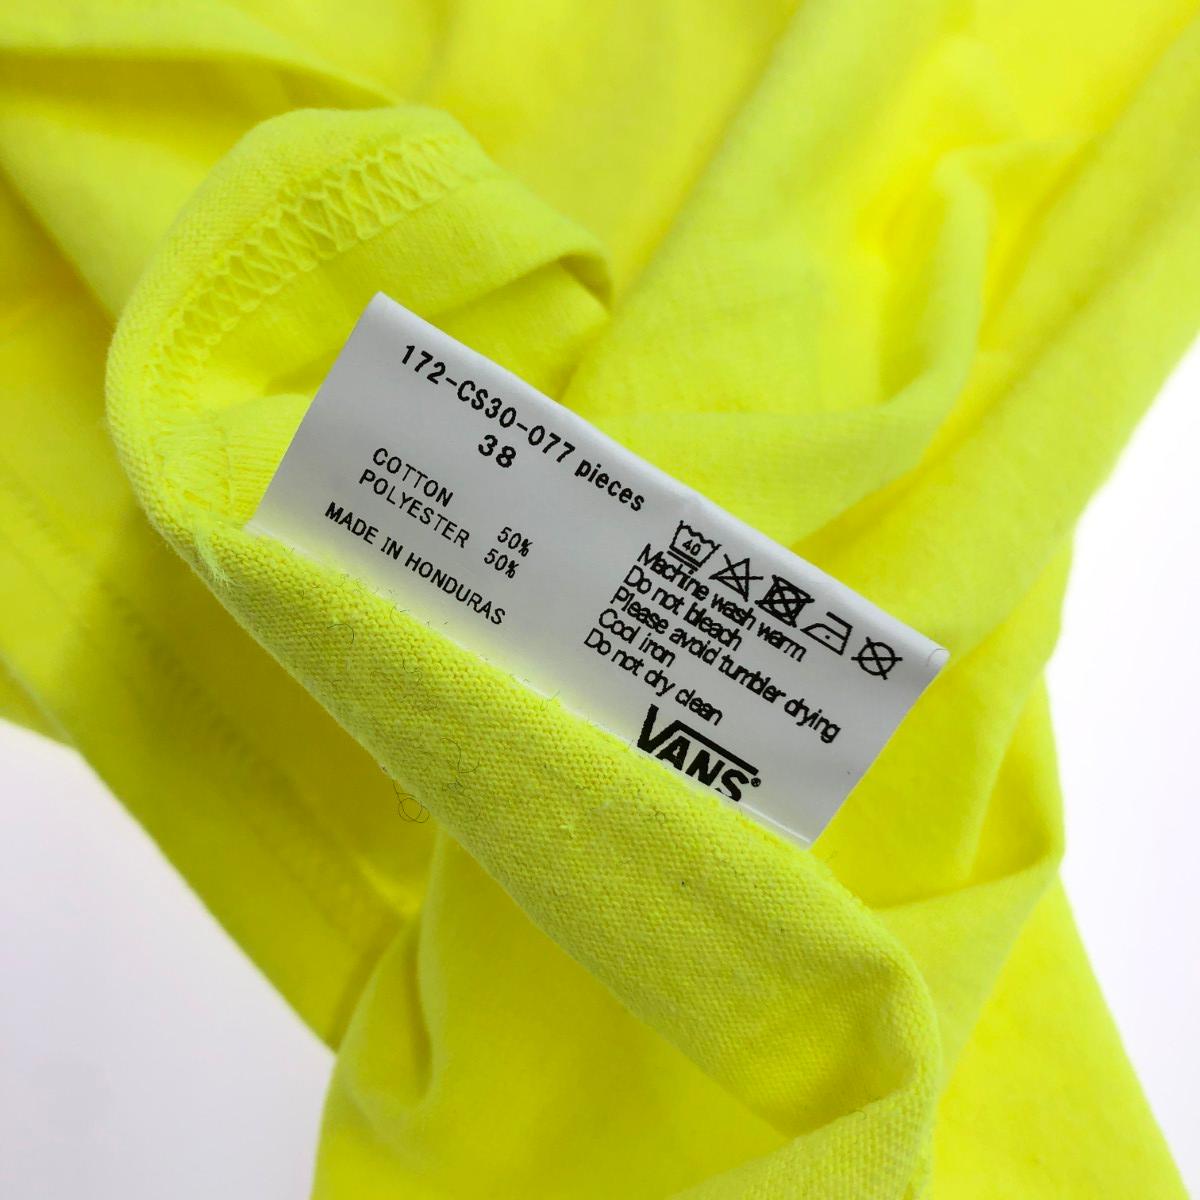 172-CS30-077 pieces
38
COTTON 50%
POLYESTER 50%
MADE IN HONDURAS
40
Machine wash warm
Do not bleach
Please avoid tumbler drying
Cool iron
Do not dry clean
VANS®